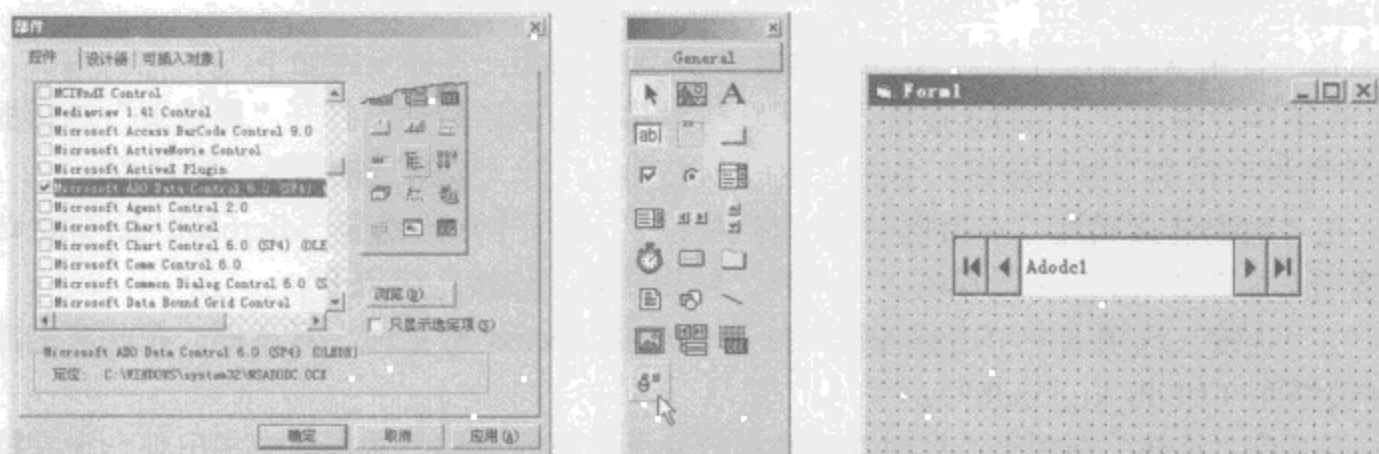 部件
控件 设计器 可插入对象
MCIWndX Control
Mediaview 1.41 Control
Microsoft Access BarCode Control 9.0
Microsoft ActiveMovie Control
Microsoft ActiveX Plugin
Microsoft ADO Data Control 6.0 (SP4) (
Microsoft Agent Control 2.0
Microsoft Chart Control
Microsoft Chart Control 6.0 (SP4) (OLE
Microsoft Comm Control 6.0
Microsoft Common Dialog Control 6.0 (S
Microsoft Data Bound Grid Control
浏览(B)
只显示选定项(S)
Microsoft ADO Data Control 6.0 (SP4) (OLEDB)
定位: C:\WINDOWS\system32\MSADODC.OCX
确定 取消 应用(A)
General
A
ab
Form1
Adodc1